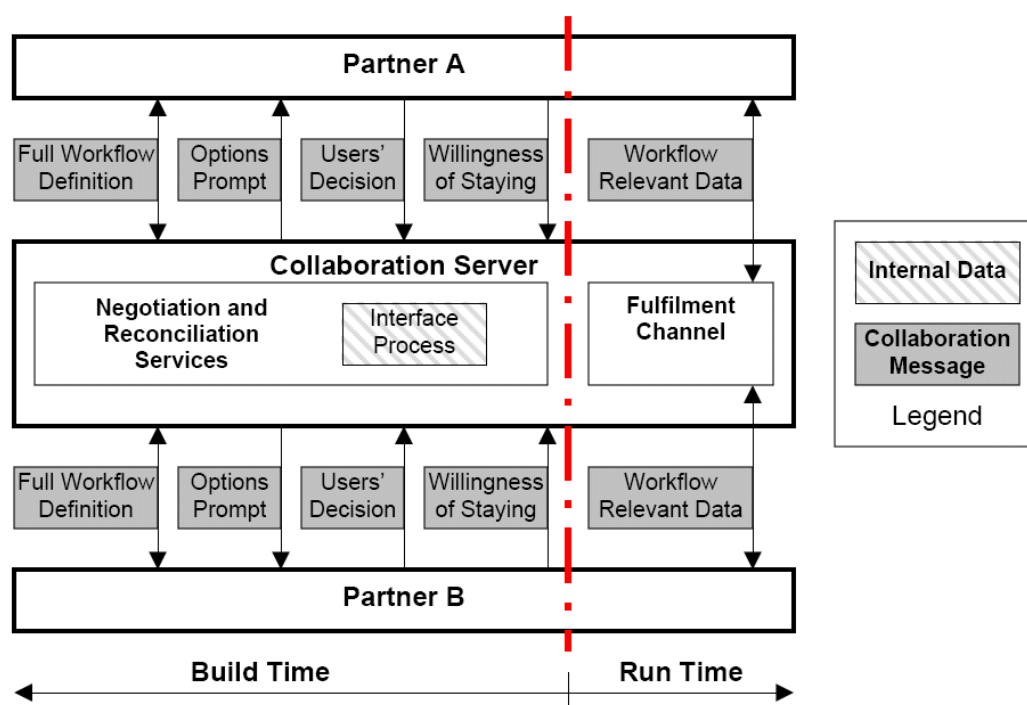 Partner A
Full Workflow
Definition
Options
Prompt
Users'
Decision
Willingness
of Staying
Workflow
Relevant Data
Collaboration Server
Negotiation and
Reconciliation
Services
Interface
Process
Fulfilment
Channel
Full Workflow
Definition
Options
Prompt
Users'
Decision
Willingness
of Staying
Workflow
Relevant Data
Partner B
Build Time
Run Time
Internal Data
Collaboration
Message
Legend